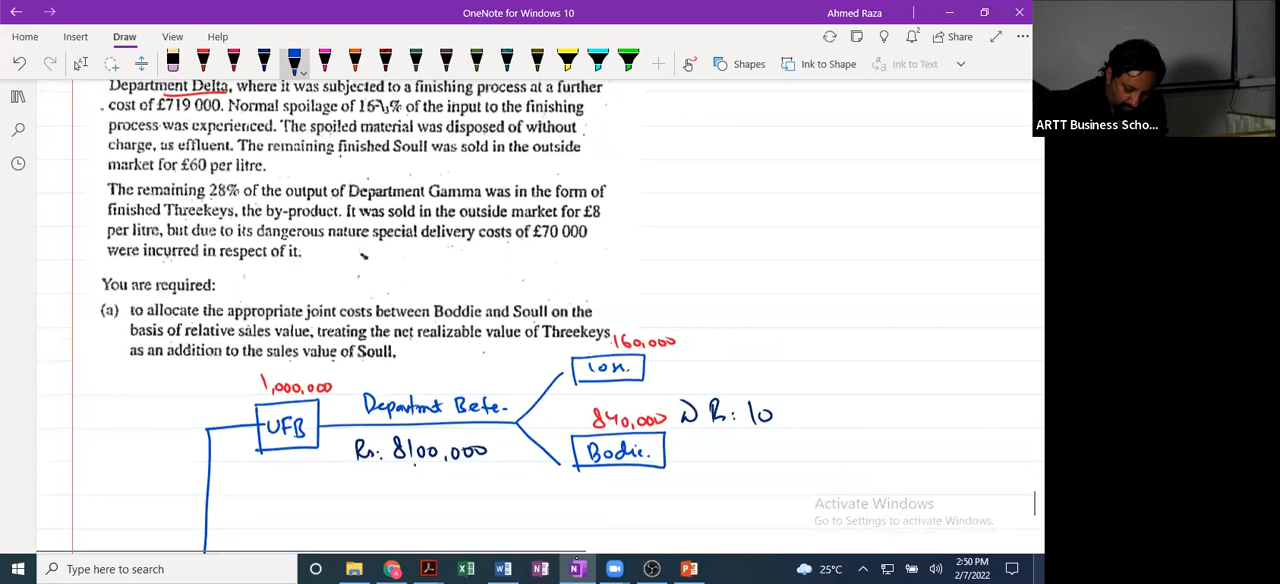 OneNote for Windows 10
Ahmed Raza
Home Insert Draw View Help
Share
Shapes Ink to Shape Ink to Text
ARTT Business Scho...
Department Delta, where it was subjected to a finishing process at a further
cost of £719 000. Normal spoilage of 16⅔% of the input to the finishing
process was experienced. The spoiled material was disposed of without
charge, as effluent. The remaining finished Soull was sold in the outside
market for £60 per litre.
The remaining 28% of the output of Department Gamma was in the form of
finished Threekeys, the by-product. It was sold in the outside market for £8
per litre, but due to its dangerous nature special delivery costs of £70 000
were incurred in respect of it.
You are required:
(a) to allocate the appropriate joint costs between Boddie and Soull on the
basis of relative sales value, treating the net realizable value of Threekeys
as an addition to the sales value of Soull,
160,000
1,000,000
Department Bete.
840,000 Rs: 10
UFB
Rs: 8100,000
Bodie.
Activate Windows
Go to Settings to activate Windows.
Type here to search
25°C
2:50 PM
2/7/2022